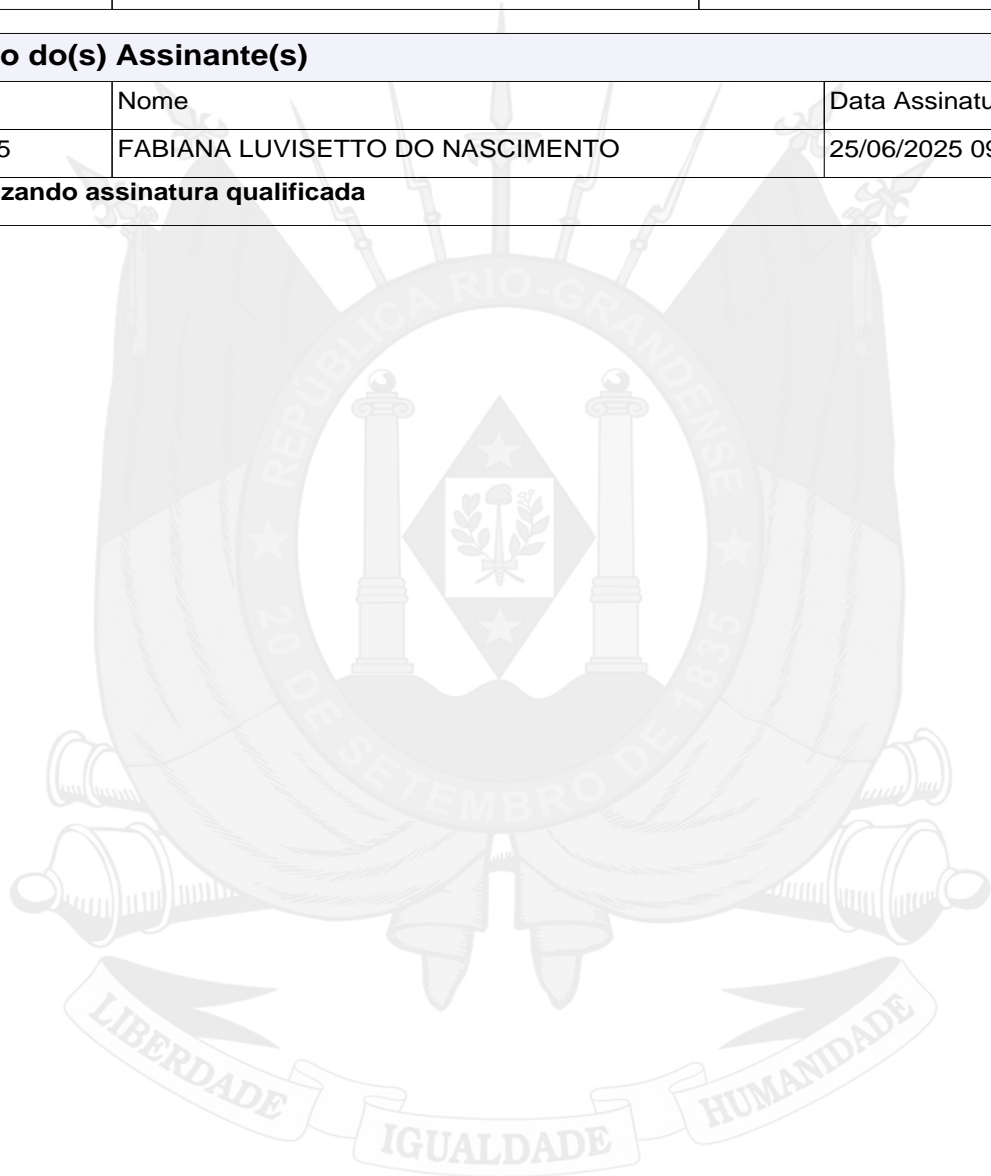 o do(s) Assinante(s)
Nome Data Assinatu
5 FABIANA LUVISETTO DO NASCIMENTO 25/06/2025 09
zando assinatura qualificada
REPÚBLICA RIO-GRANDENSE
20 DE SETEMBRO DE 1835
LIBERDADE IGUALDADE HUMANIDADE